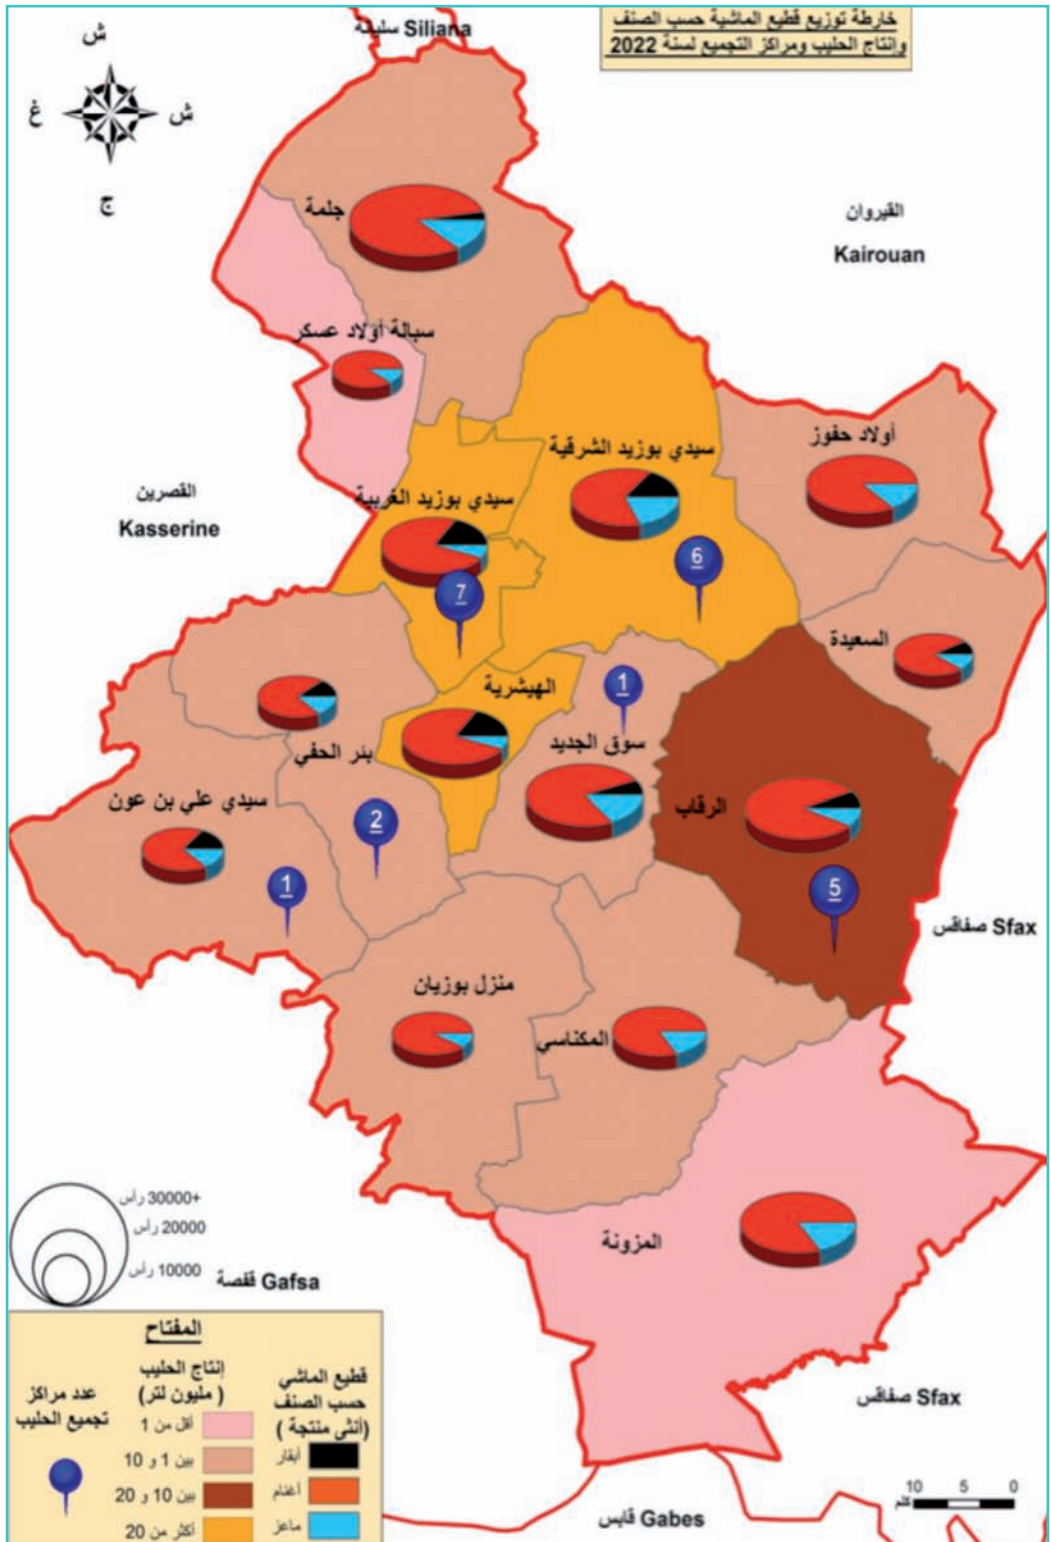 خارطة توزيع قطيع الماشية حسب الصنف
وإنتاج الحليب ومراكز التجميع لسنة 2022
سليانة Siliana
ش
غ
ش
ج
القيروان
Kairouan
جلمة
سبالة أولاد عسكر
أولاد حفوز
سيدي بوزيد الشرقية
القصرين
Kasserine
سيدي بوزيد الغربية
6
7
السعيدة
الهيشرية
1
سوق الجديد
بئر الحفي
سيدي علي بن عون
الرقاب
2
1
5
صفاقس Sfax
منزل بوزيان
المكناسي
المزونة
30000+ رأس
20000 رأس
10000 رأس
قفصة Gafsa
المفتاح
قطيع الماشي
حسب الصنف
(أنثى منتجة )
أبقار
أغنام
ماعز
إنتاج الحليب
( مليون لتر)
أقل من 1
بين 1 و 10
بين 10 و 20
أكثر من 20
عدد مراكز
تجميع الحليب
صفاقس Sfax
قابس Gabes
10 5 0
كلم